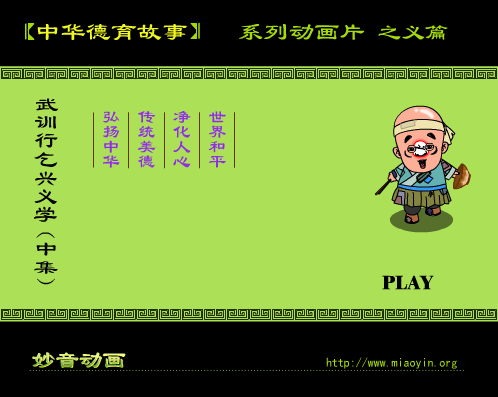 【中华德育故事】 系列动画片 之义篇
武训行乞兴义学（中集）
弘扬中华
传统美德
净化人心
世界和平
PLAY
妙音动画
http://www.miaoyin.org